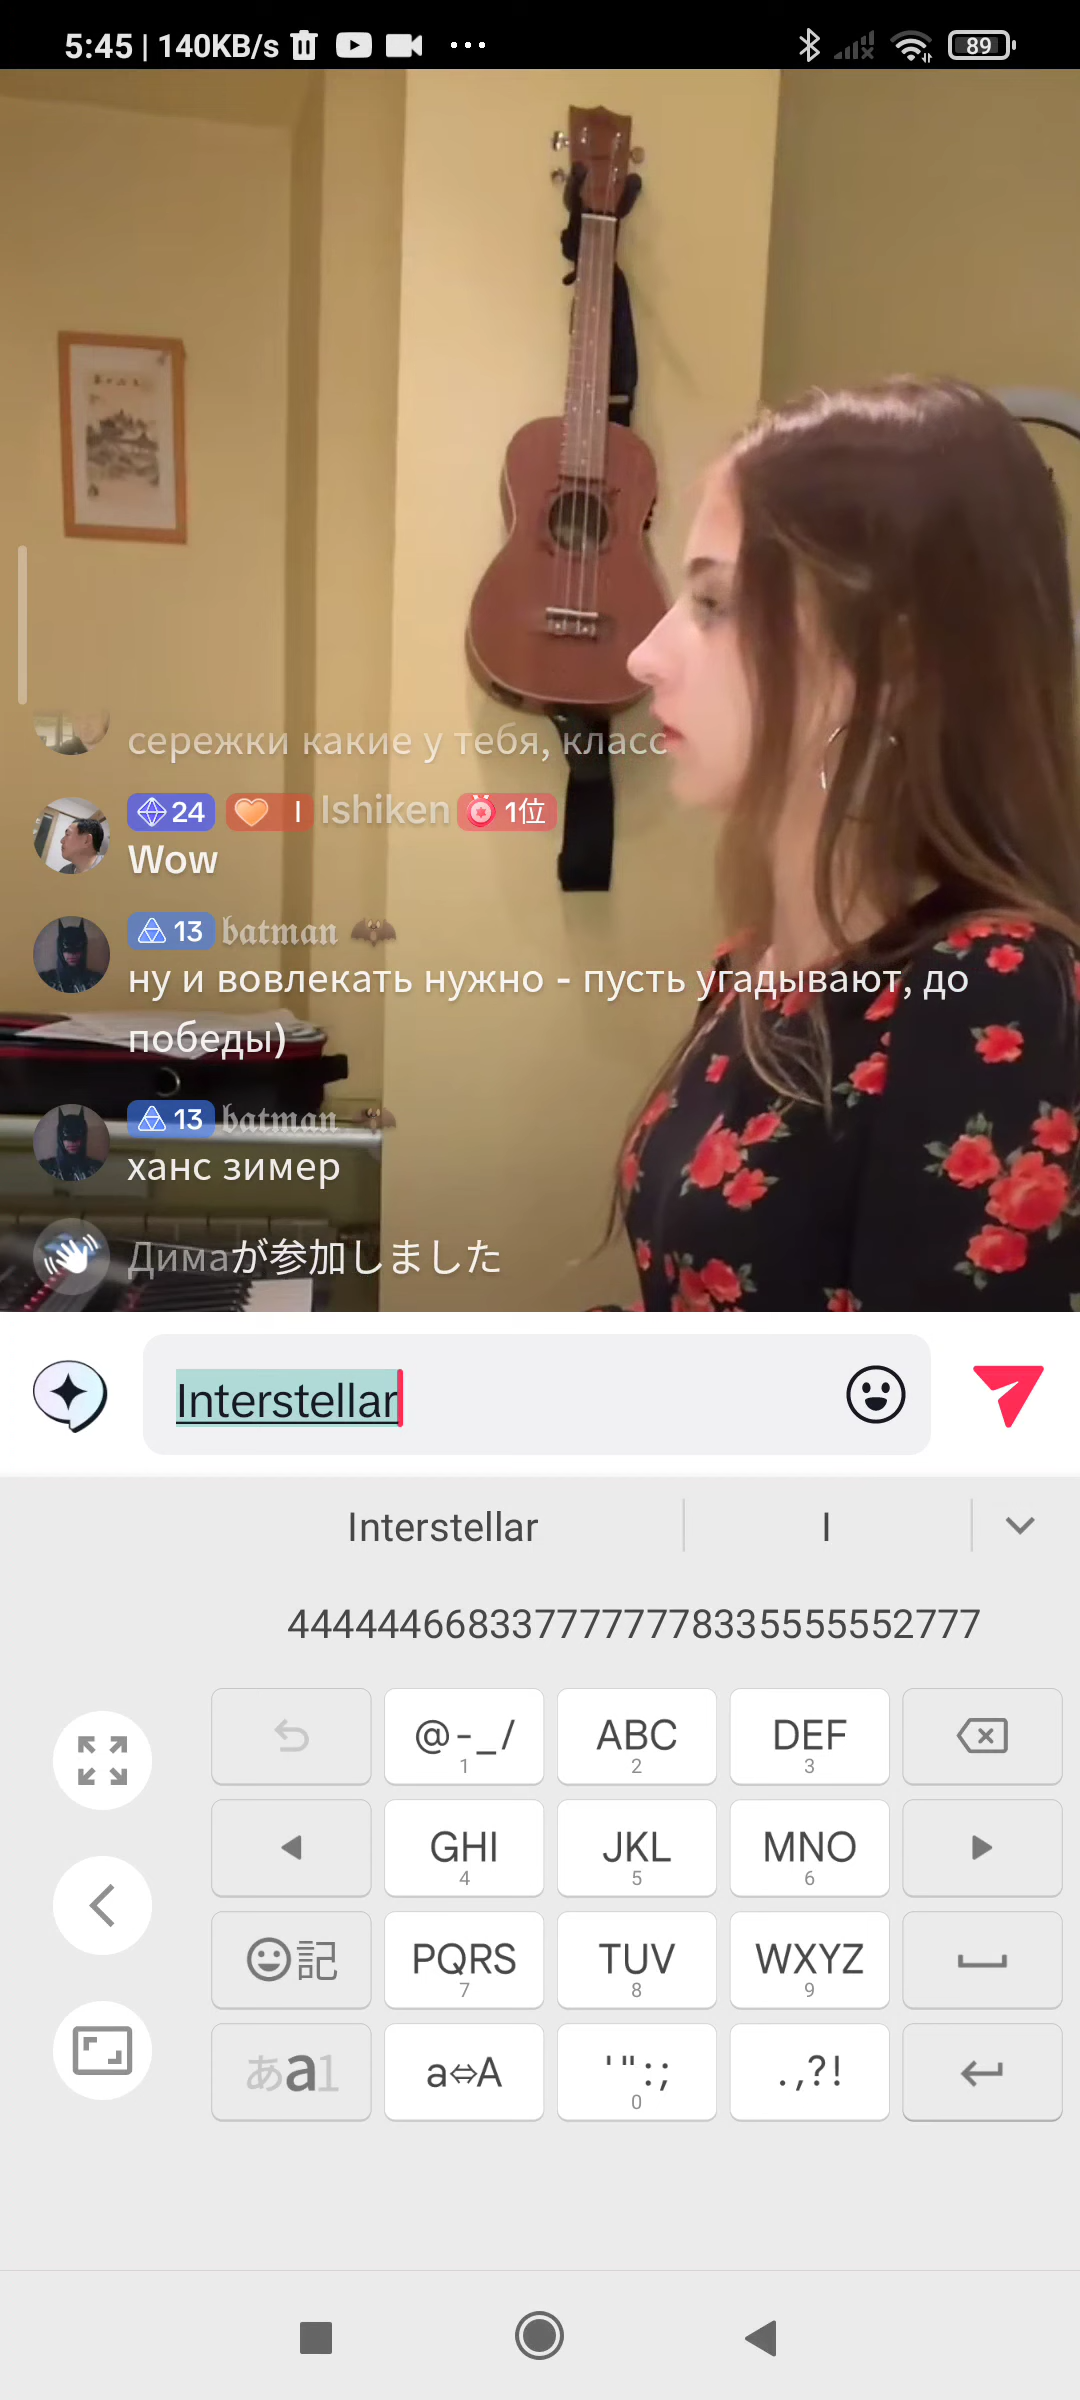 5:45 | 140KB/s
89
сережки какие у тебя, класс
24 I Ishiken 1位
Wow
13 batman
ну и вовлекать нужно - пусть угадывают, до
победы)
13 batman
ханс зимер
Димаが参加しました
Interstellar
Interstellar I
4444446683377777778335555552777
@-_/ ABC DEF
1 2 3
GHI JKL MNO
4 5 6
記 PQRS TUV WXYZ
7 8 9
あa1 a⇔A '":; .,?!
0